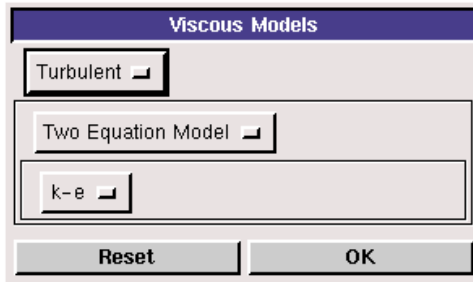 Viscous Models
Turbulent
Two Equation Model
k-e
Reset OK